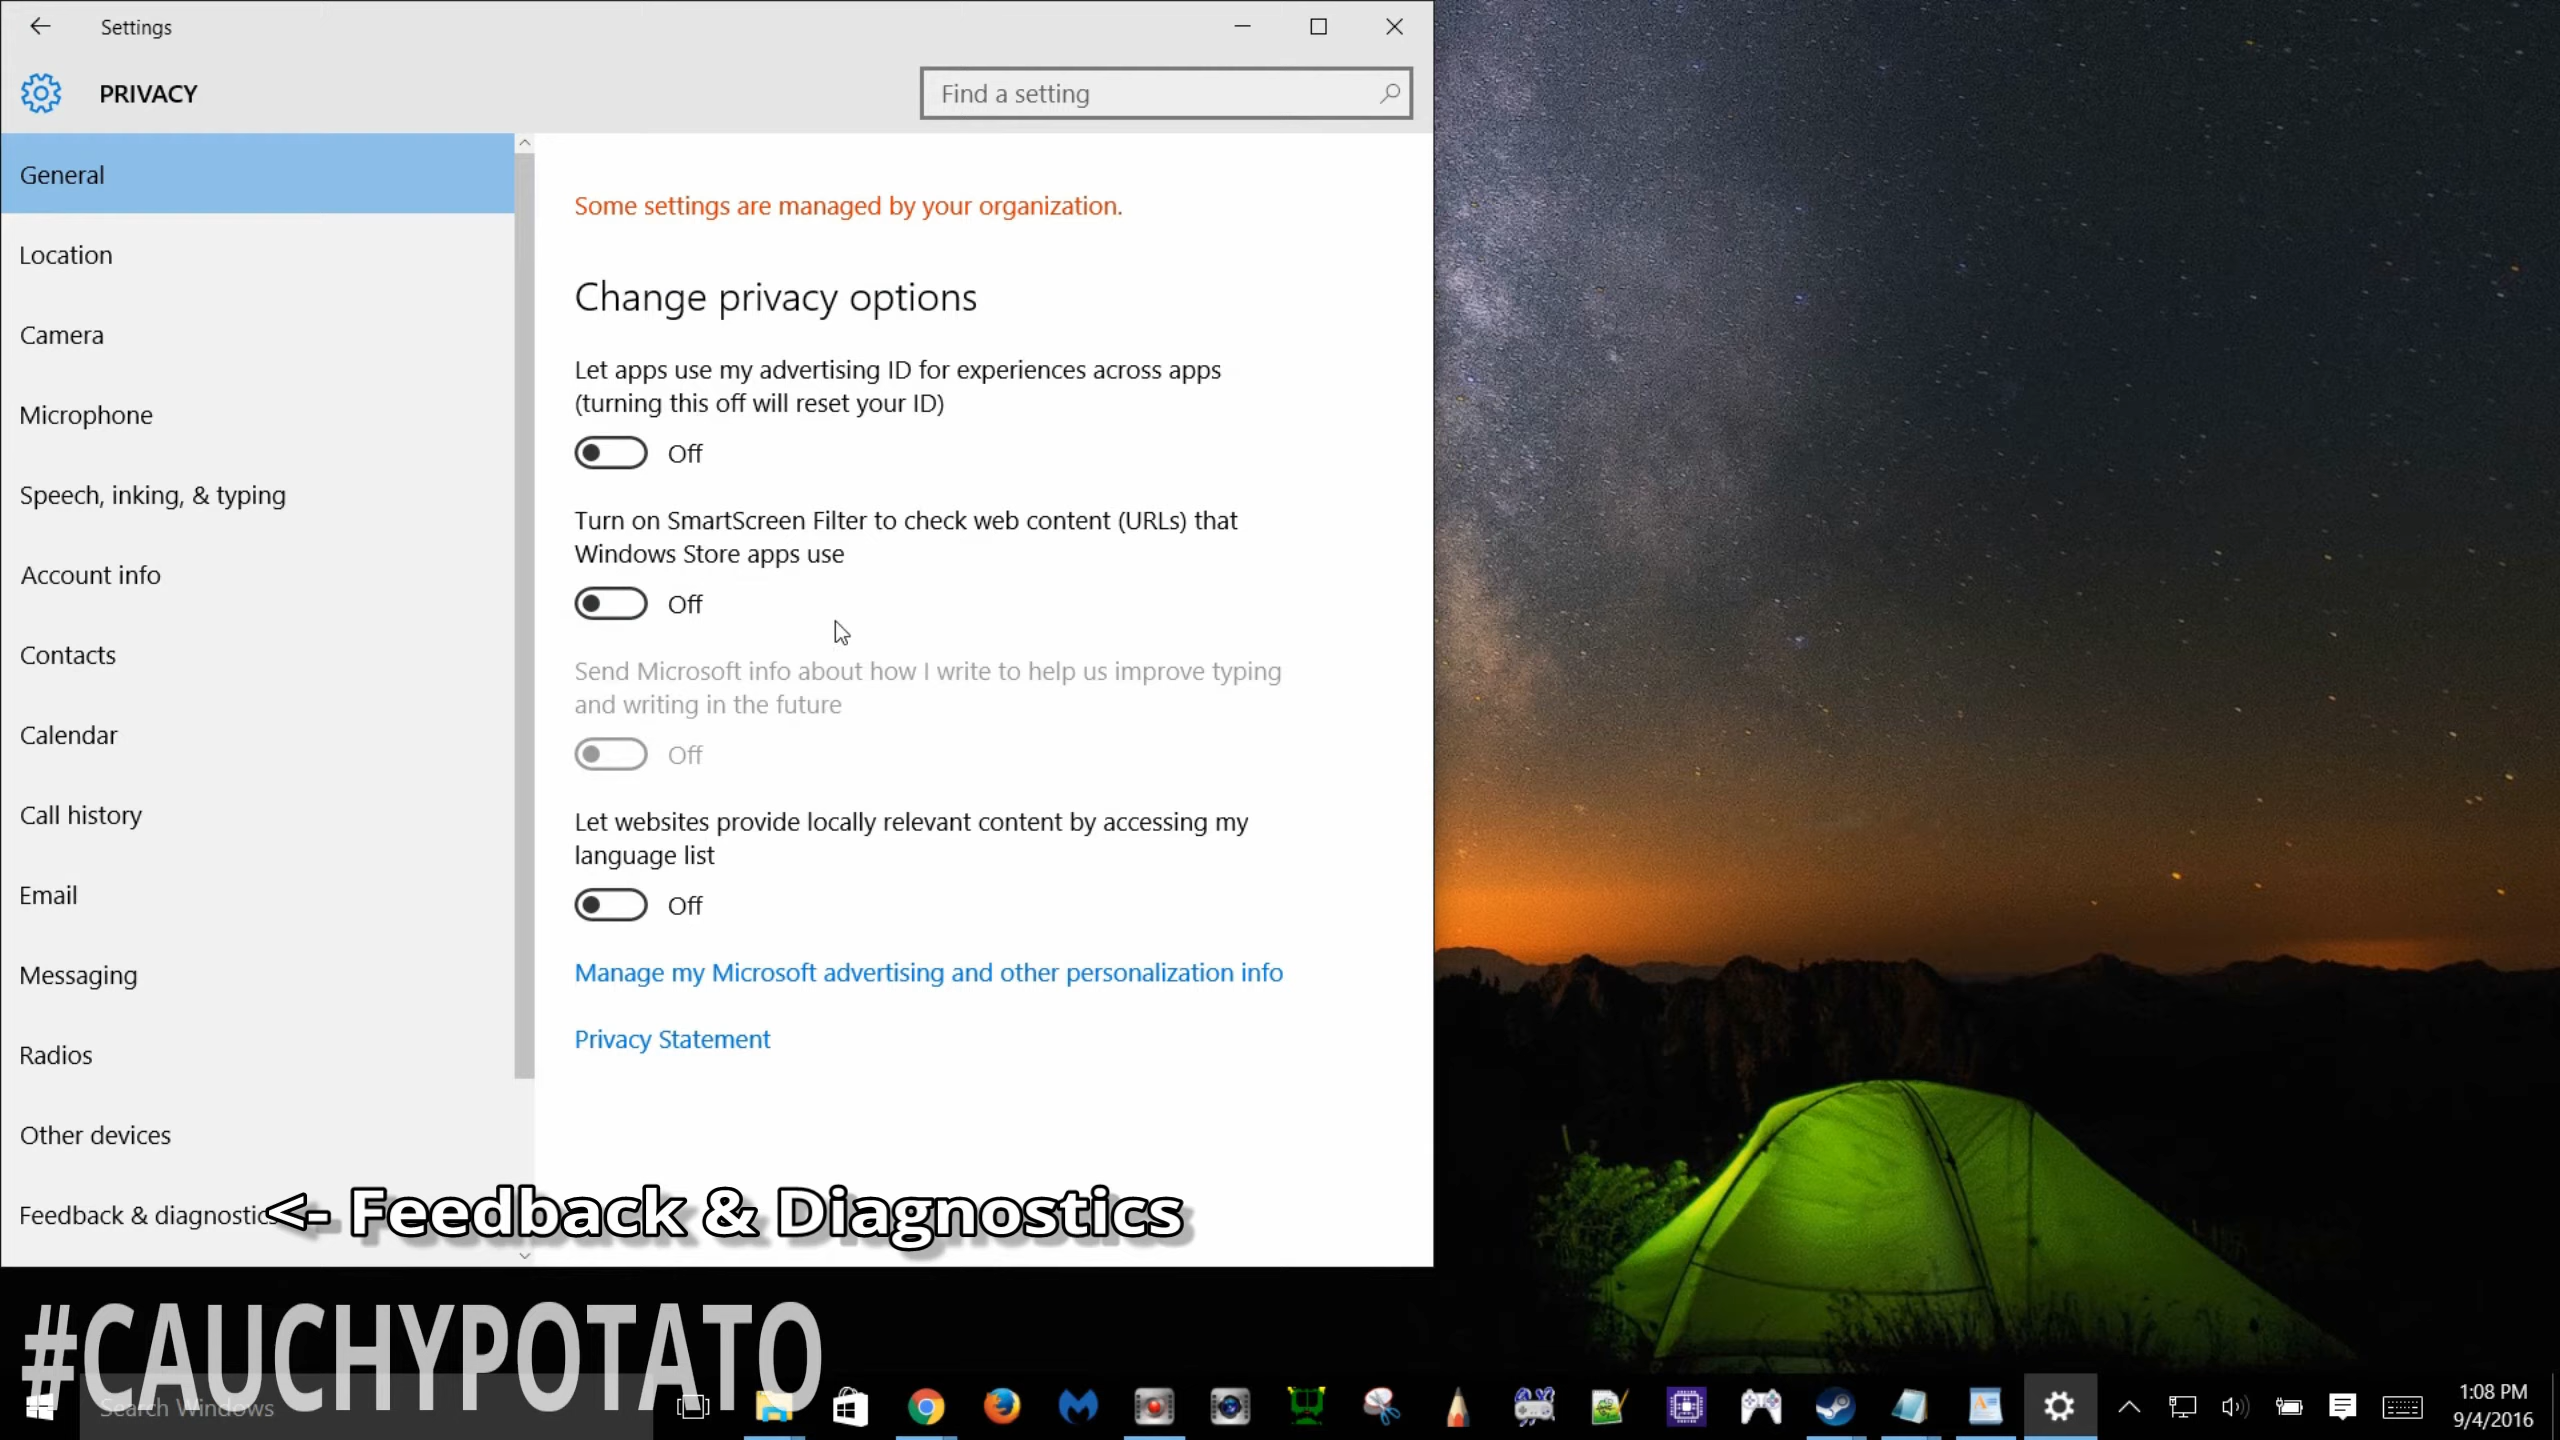 Settings
PRIVACY
Find a setting
General
Location
Camera
Microphone
Speech, inking, & typing
Account info
Contacts
Calendar
Call history
Email
Messaging
Radios
Other devices
Feedback & diagnostics
Some settings are managed by your organization.
Change privacy options
Let apps use my advertising ID for experiences across apps
(turning this off will reset your ID)
Off
Turn on SmartScreen Filter to check web content (URLs) that
Windows Store apps use
Off
Send Microsoft info about how I write to help us improve typing
and writing in the future
Off
Let websites provide locally relevant content by accessing my
language list
Off
Manage my Microsoft advertising and other personalization info
Privacy Statement
<- Feedback & Diagnostics
#CAUCHYPOTATO
Search Windows
1:08 PM
9/4/2016